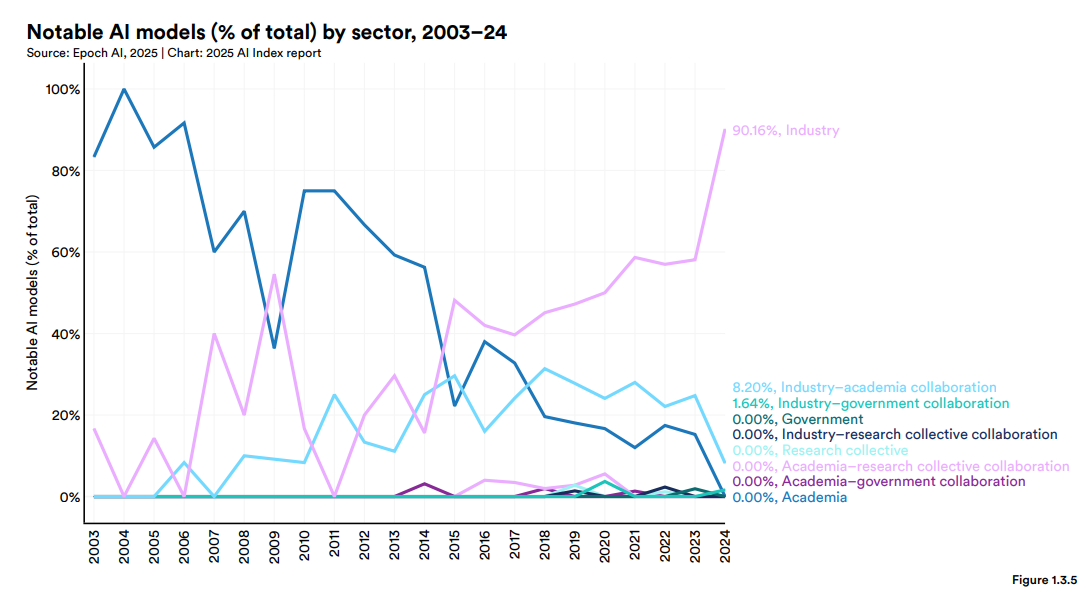 Notable AI models (% of total) by sector, 2003–24
Source: Epoch AI, 2025 | Chart: 2025 AI Index report
Notable AI models (% of total)
100%
80%
60%
40%
20%
0%
90.16%, Industry
8.20%, Industry–academia collaboration
1.64%, Industry–government collaboration
0.00%, Government
0.00%, Industry–research collective collaboration
0.00%, Research collective
0.00%, Academia–research collective collaboration
0.00%, Academia–government collaboration
0.00%, Academia
2003
2004
2005
2006
2007
2008
2009
2010
2011
2012
2013
2014
2015
2016
2017
2018
2019
2020
2021
2022
2023
2024
Figure 1.3.5